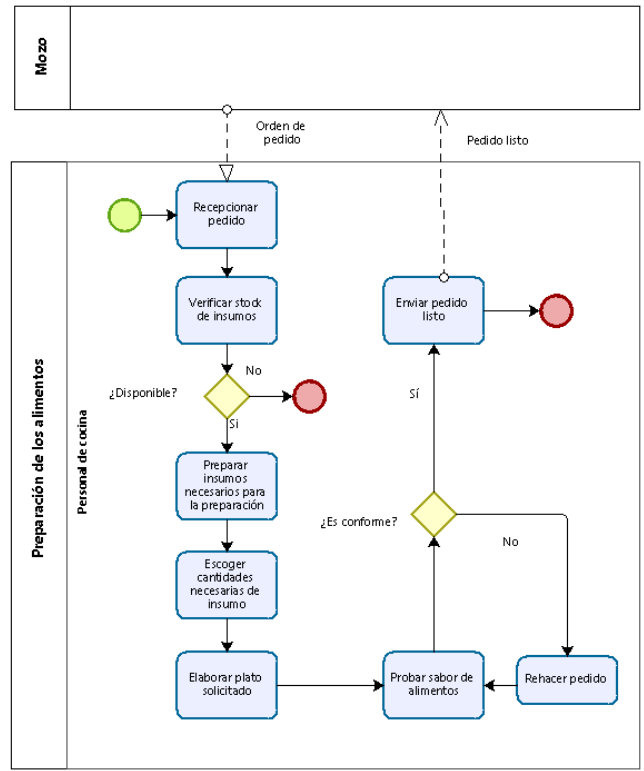 Mozo
Orden de
pedido
Pedido listo
Preparación de los alimentos
Personal de cocina
Recepcionar
pedido
Verificar stock
de insumos
¿Disponible?
No
Si
Preparar
insumos
necesarios para
la preparación
Escoger
cantidades
necesarias de
insumo
Elaborar plato
solicitado
Probar sabor de
alimentos
Rehacer pedido
¿Es conforme?
No
Sí
Enviar pedido
listo